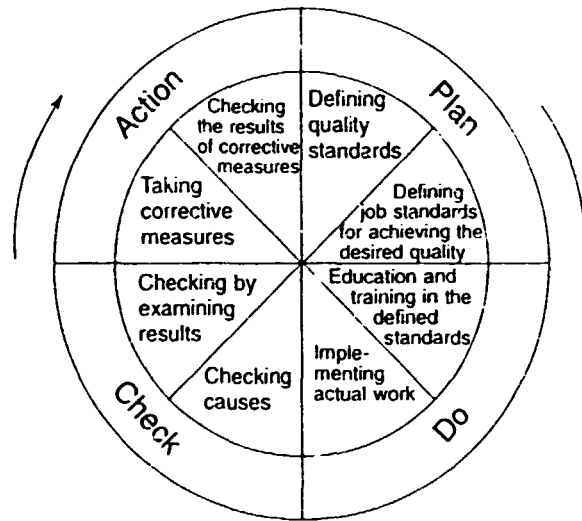 Plan
Defining
quality
standards
Defining
job standards
for achieving the
desired quality
Do
Education and
training in the
defined
standards
Imple-
menting
actual work
Check
Checking
causes
Checking by
examining
results
Action
Taking
corrective
measures
Checking
the results
of corrective
measures